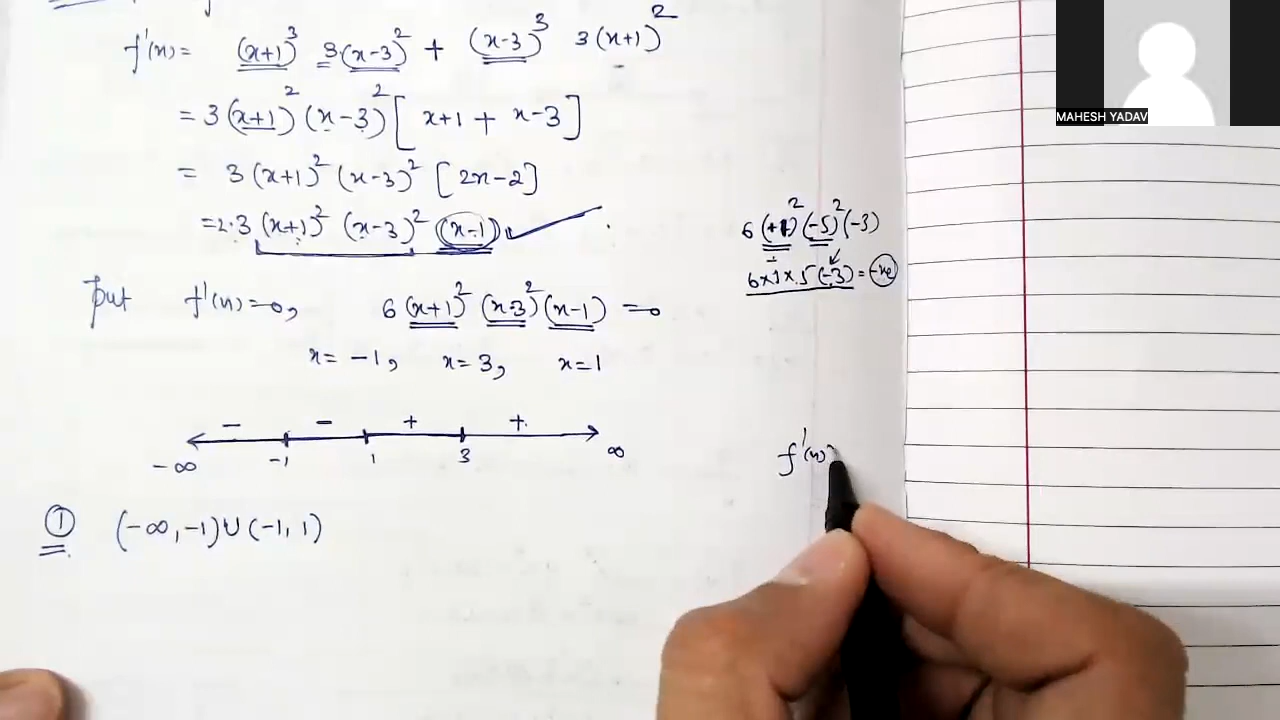 f'(x) = (x+1)³ 3(x-3)² + (x-3)³ 3(x+1)²
= 3(x+1)² (x-3)² [ x+1 + x-3 ]
= 3(x+1)² (x-3)² [2x-2]
= 2·3 (x+1)² (x-3)² (x-1)
6(+1)² (-5)² (-3)
6×1×5(-3) = -ve
put f'(x) = 0, 6(x+1)² (x-3)² (x-1) = 0
x = -1, x = 3, x = 1
- - + +
-∞ -1 1 3 ∞
f'(x)
① (-∞, -1) ∪ (-1, 1)
MAHESH YADAV